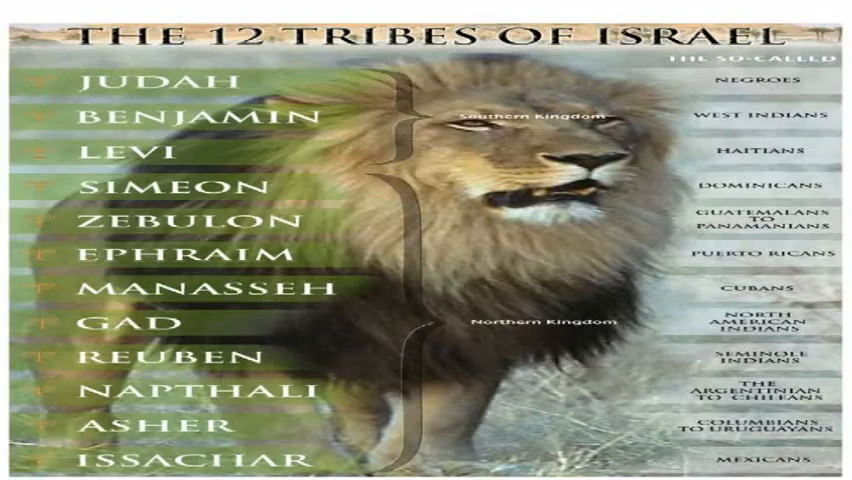 THE 12 TRIBES OF ISRAEL
THE SO-CALLED
JUDAH NEGROES
BENJAMIN Southern Kingdom WEST INDIANS
LEVI HAITIANS
SIMEON DOMINICANS
ZEBULON GUATEMALANS
TO
PANAMANIANS
EPHRAIM PUERTO RICANS
MANASSEH CUBANS
GAD Northern Kingdom NORTH
AMERICAN
INDIANS
REUBEN SEMINOLE
INDIANS
NAPTHALI THE
ARGENTINIAN
TO CHILEANS
ASHER COLUMBIANS
TO URUGUAYANS
ISSACHAR MEXICANS